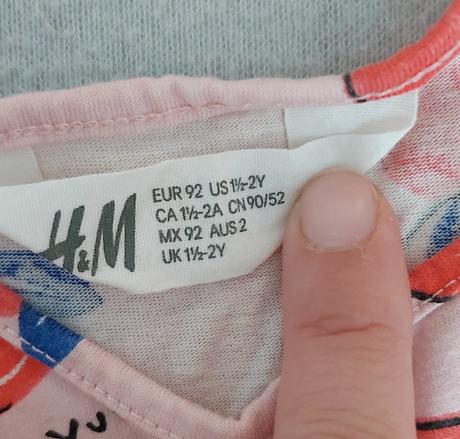 H&M
EUR 92 US 1½-2Y
CA 1½-2A CN 90/52
MX 92 AUS 2
UK 1½-2Y